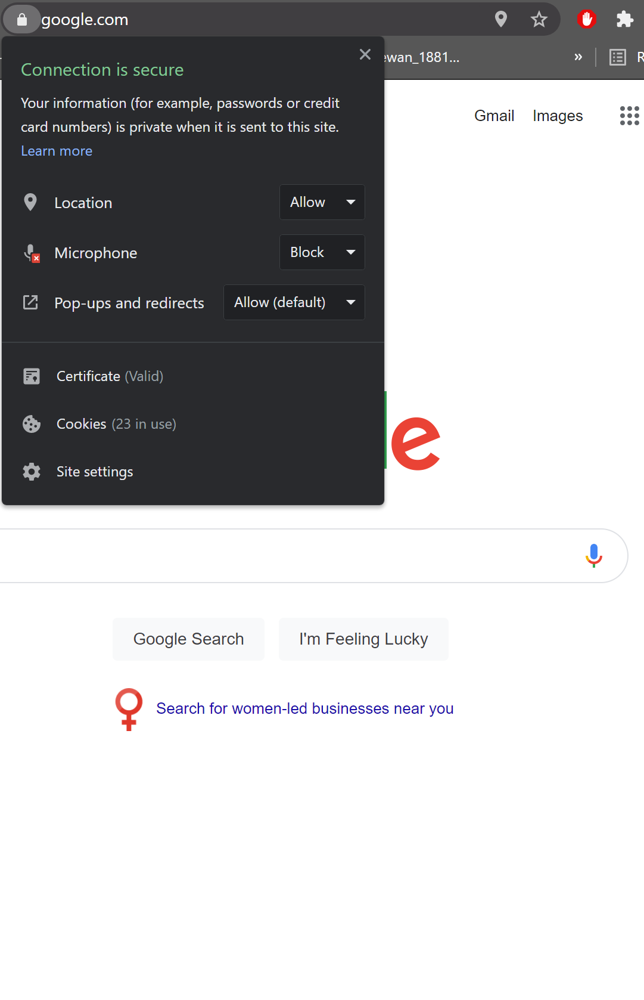 google.com
ewan_1881...
»
R
Connection is secure
Your information (for example, passwords or credit
card numbers) is private when it is sent to this site.
Learn more
Gmail Images
Location Allow
Microphone Block
Pop-ups and redirects Allow (default)
Certificate (Valid)
Cookies (23 in use)
Site settings
e
Google Search I'm Feeling Lucky
Search for women-led businesses near you